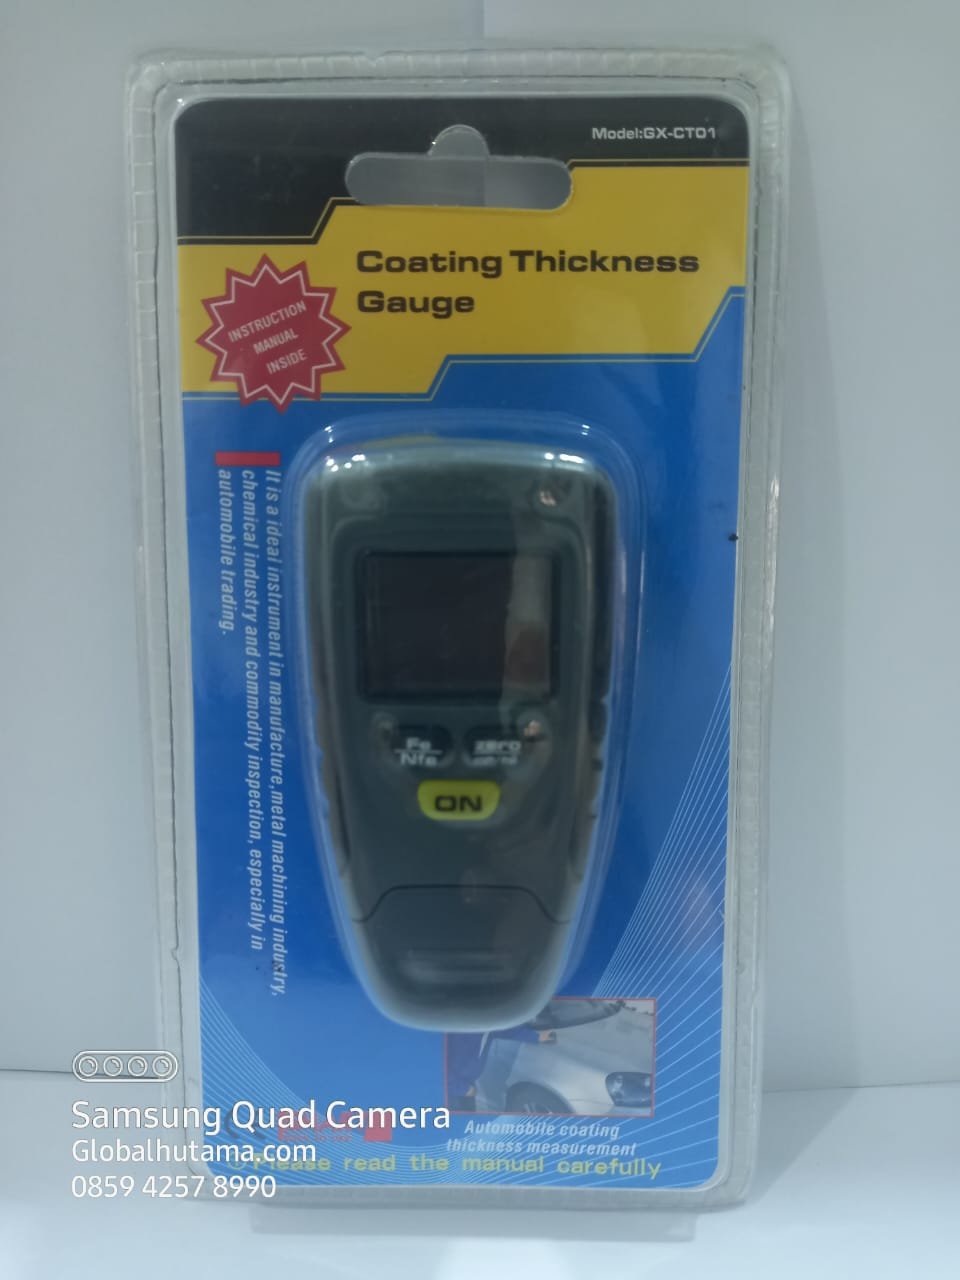 Model:GX-CT01
Coating Thickness
Gauge
INSTRUCTION
MANUAL
INSIDE
It is a ideal instrument in manufacture,metal machining industry,
chemical industry and commodity inspection, especially in
automobile trading.
Fe
Nfe
zero
ON
Automobile coating
thickness measurement
Please read the manual carefully
Samsung Quad Camera
Globalhutama.com
0859 4257 8990